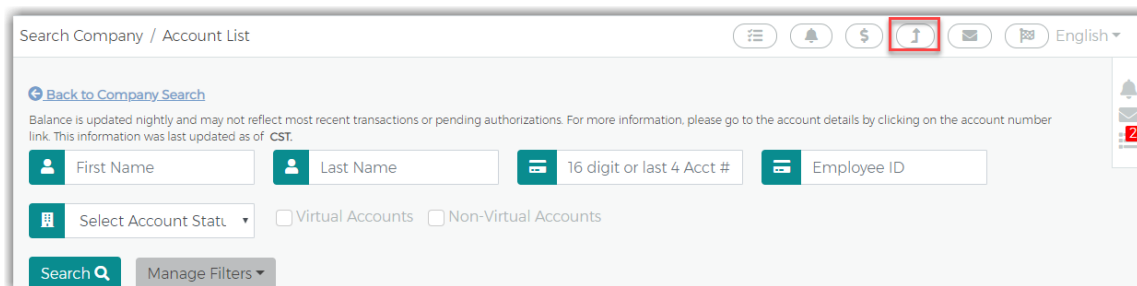 Search Company / Account List
English
Back to Company Search
Balance is updated nightly and may not reflect most recent transactions or pending authorizations. For more information, please go to the account details by clicking on the account number
link. This information was last updated as of CST.
First Name
Last Name
16 digit or last 4 Acct #
Employee ID
2
Select Account Statu
Virtual Accounts
Non-Virtual Accounts
Search
Manage Filters